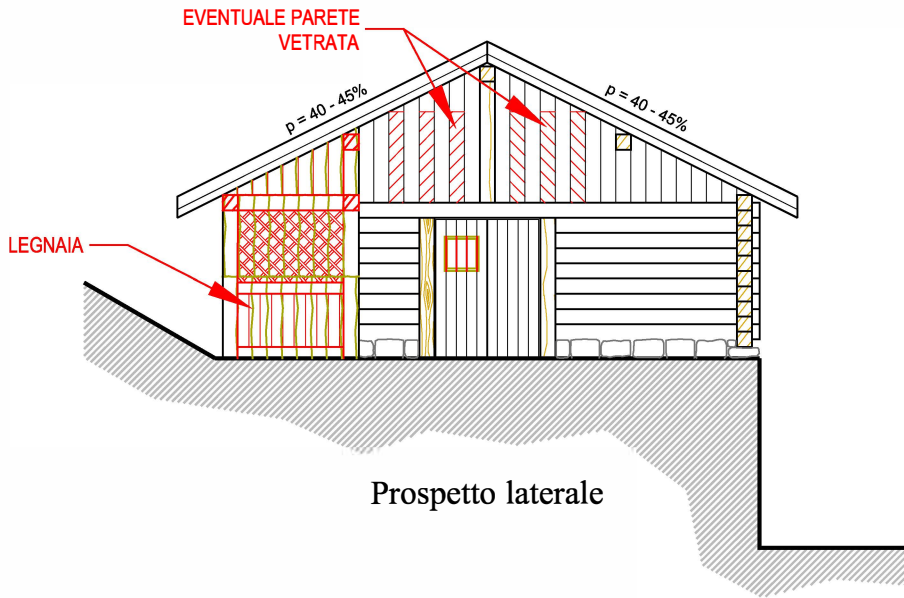 EVENTUALE PARETE
VETRATA
p = 40 - 45%
p = 40 - 45%
LEGNAIA
Prospetto laterale